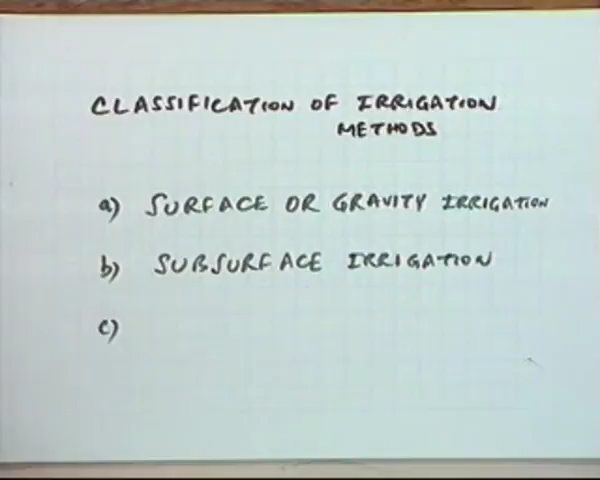 CLASSIFICATION OF IRRIGATION
METHODS
a) SURFACE OR GRAVITY IRRIGATION
b) SUBSURFACE IRRIGATION
c)